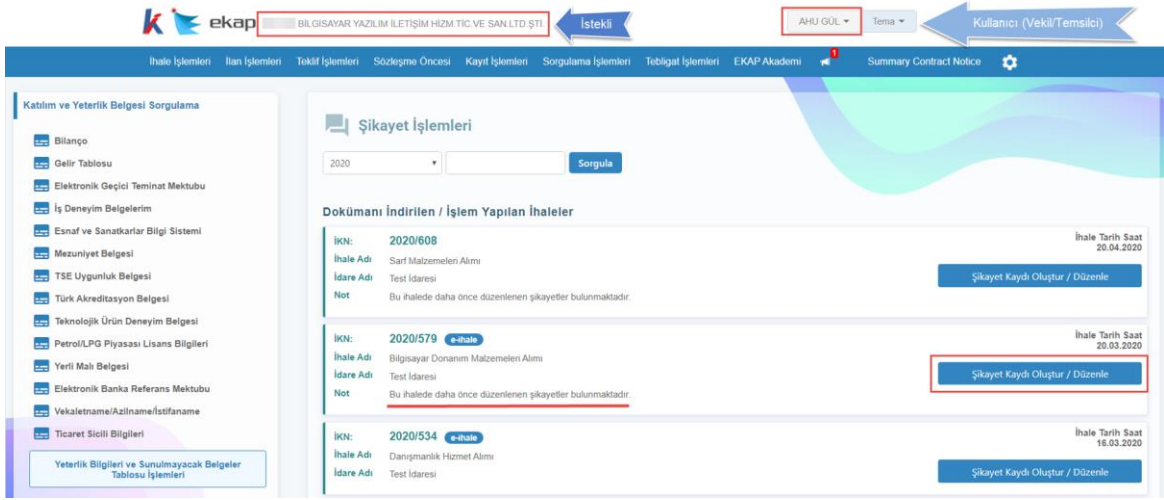 ekap BİLGİSAYAR YAZILIM İLETİŞİM HİZM TİC.VE SAN.LTD.ŞTİ. İstekli AHU GÜL Tema Kullanıcı (Vekil/Temsilci)
İhale İşlemleri İlan İşlemleri Teklif İşlemleri Sözleşme Öncesi Kayıt İşlemleri Sorgulama İşlemleri Tebligat İşlemleri EKAP Akademi 1 Summary Contract Notice
Katılım ve Yeterlik Belgesi Sorgulama
Bilanço
Gelir Tablosu
Elektronik Geçici Teminat Mektubu
İş Deneyim Belgelerim
Esnaf ve Sanatkarlar Bilgi Sistemi
Mezuniyet Belgesi
TSE Uygunluk Belgesi
Türk Akreditasyon Belgesi
Teknolojik Ürün Deneyim Belgesi
Petrol/LPG Piyasası Lisans Bilgileri
Yerli Malı Belgesi
Elektronik Banka Referans Mektubu
Vekaletname/Azilname/İstifaname
Ticaret Sicili Bilgileri
Yeterlik Bilgileri ve Sunulmayacak Belgeler
Tablosu İşlemleri
Şikayet İşlemleri
2020 Sorgula
Dokümanı İndirilen / İşlem Yapılan İhaleler
İKN: 2020/608 İhale Tarih Saat
20.04.2020
İhale Adı Sarf Malzemeleri Alımı
İdare Adı Test İdaresi Şikayet Kaydı Oluştur / Düzenle
Not Bu ihalede daha önce düzenlenen şikayetler bulunmaktadır.
İKN: 2020/579 e-ihale İhale Tarih Saat
20.03.2020
İhale Adı Bilgisayar Donanım Malzemeleri Alımı
İdare Adı Test İdaresi Şikayet Kaydı Oluştur / Düzenle
Not Bu ihalede daha önce düzenlenen şikayetler bulunmaktadır.
İKN: 2020/534 e-ihale İhale Tarih Saat
16.03.2020
İhale Adı Danışmanlık Hizmet Alımı
İdare Adı Test İdaresi Şikayet Kaydı Oluştur / Düzenle